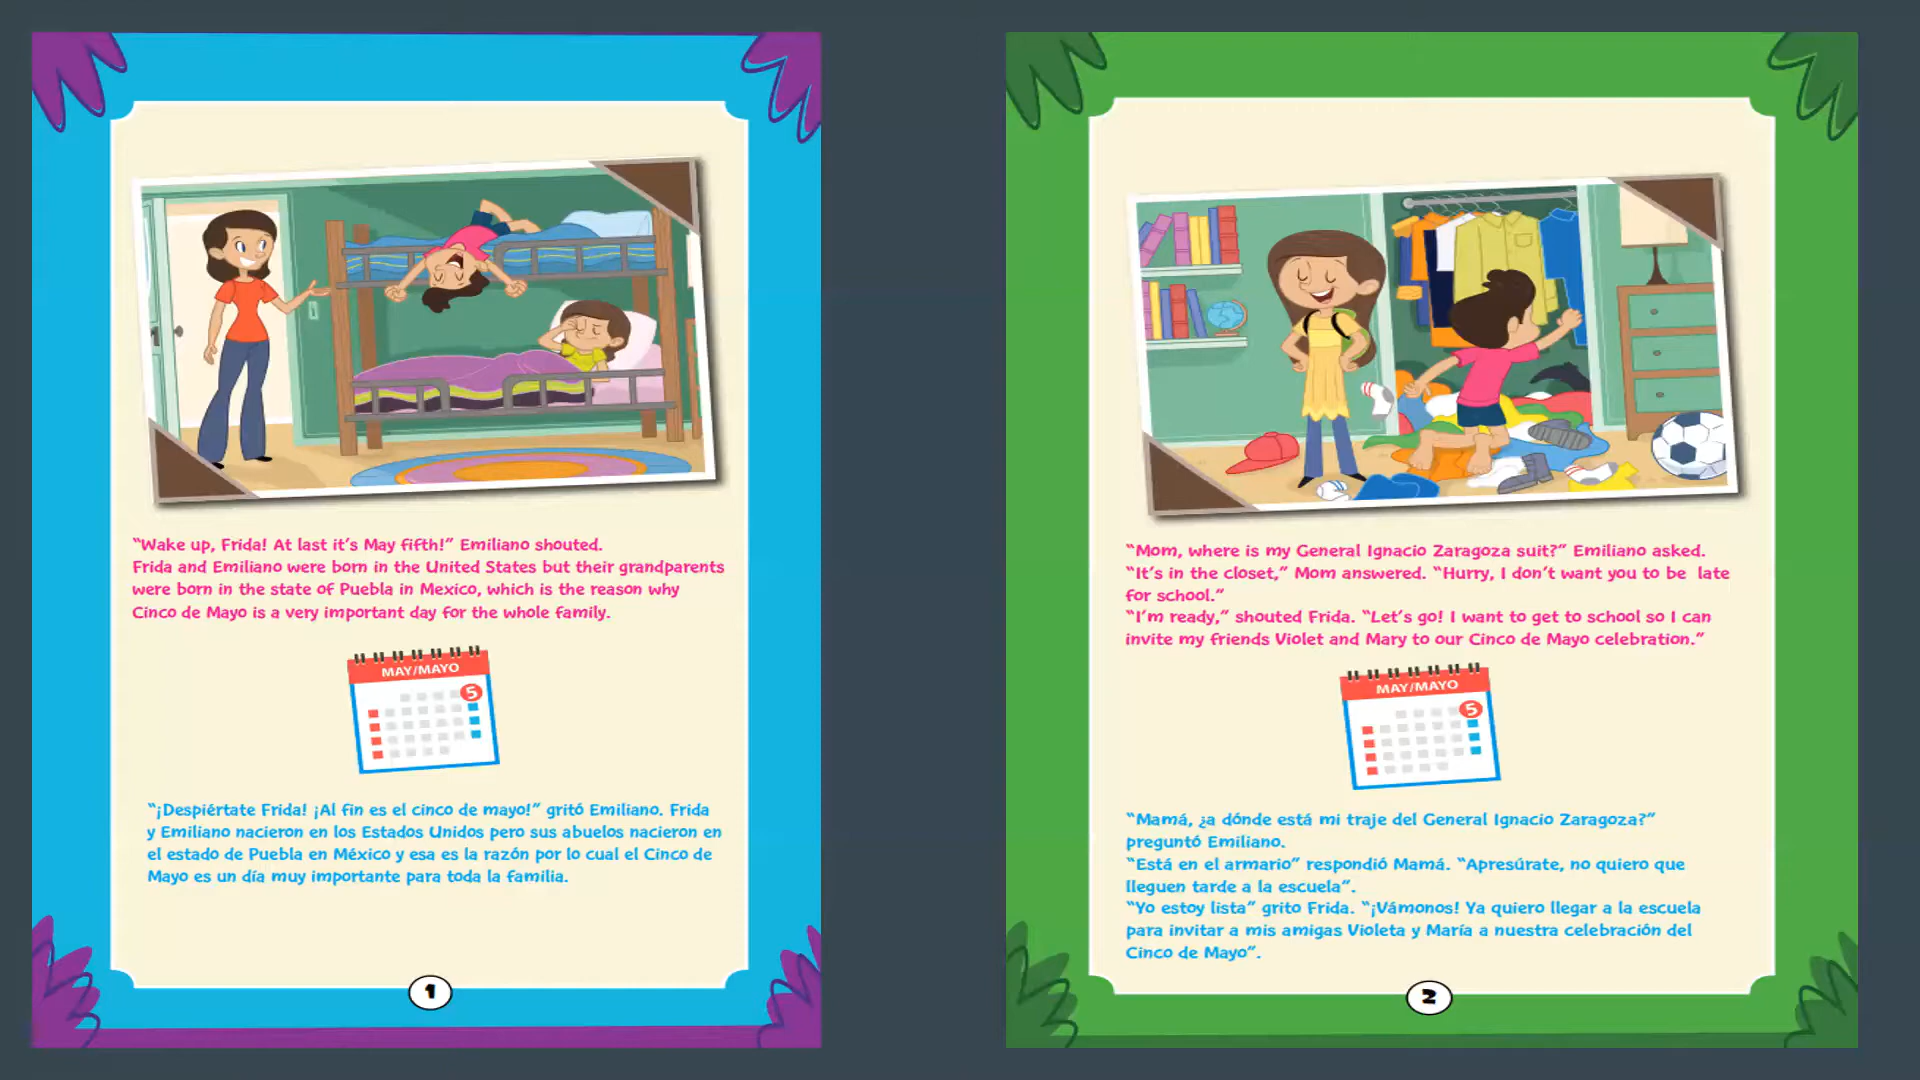 "Wake up, Frida! At last it's May fifth!" Emiliano shouted.
Frida and Emiliano were born in the United States but their grandparents
were born in the state of Puebla in Mexico, which is the reason why
Cinco de Mayo is a very important day for the whole family.
MAY/MAYO
5
"¡Despiértate Frida! ¡Al fin es el cinco de mayo!" gritó Emiliano. Frida
y Emiliano nacieron en los Estados Unidos pero sus abuelos nacieron en
el estado de Puebla en México y esa es la razón por lo cual el Cinco de
Mayo es un día muy importante para toda la familia.
1
"Mom, where is my General Ignacio Zaragoza suit?" Emiliano asked.
"It's in the closet," Mom answered. "Hurry, I don't want you to be late
for school."
"I'm ready," shouted Frida. "Let's go! I want to get to school so I can
invite my friends Violet and Mary to our Cinco de Mayo celebration."
MAY/MAYO
5
"Mamá, ¿a dónde está mi traje del General Ignacio Zaragoza?"
preguntó Emiliano.
"Está en el armario" respondió Mamá. "Apresúrate, no quiero que
lleguen tarde a la escuela".
"Yo estoy lista" grito Frida. "¡Vámonos! Ya quiero llegar a la escuela
para invitar a mis amigas Violeta y María a nuestra celebración del
Cinco de Mayo".
2